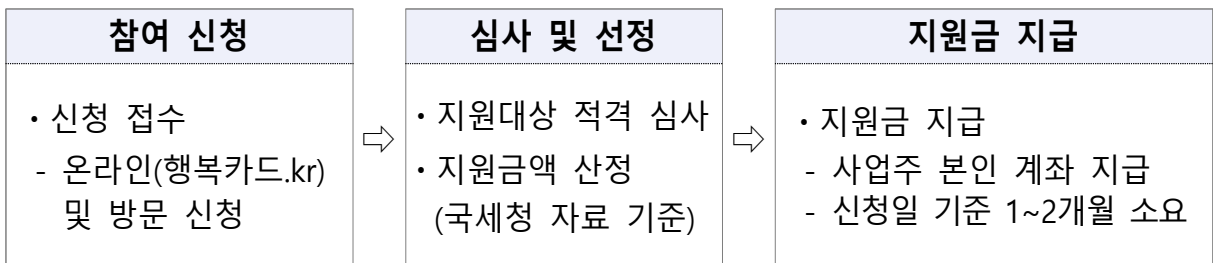 참여 신청
・신청 접수
- 온라인(행복카드.kr)
및 방문 신청
⇨
심사 및 선정
・지원대상 적격 심사
・지원금액 산정
(국세청 자료 기준)
⇨
지원금 지급
・지원금 지급
- 사업주 본인 계좌 지급
- 신청일 기준 1~2개월 소요